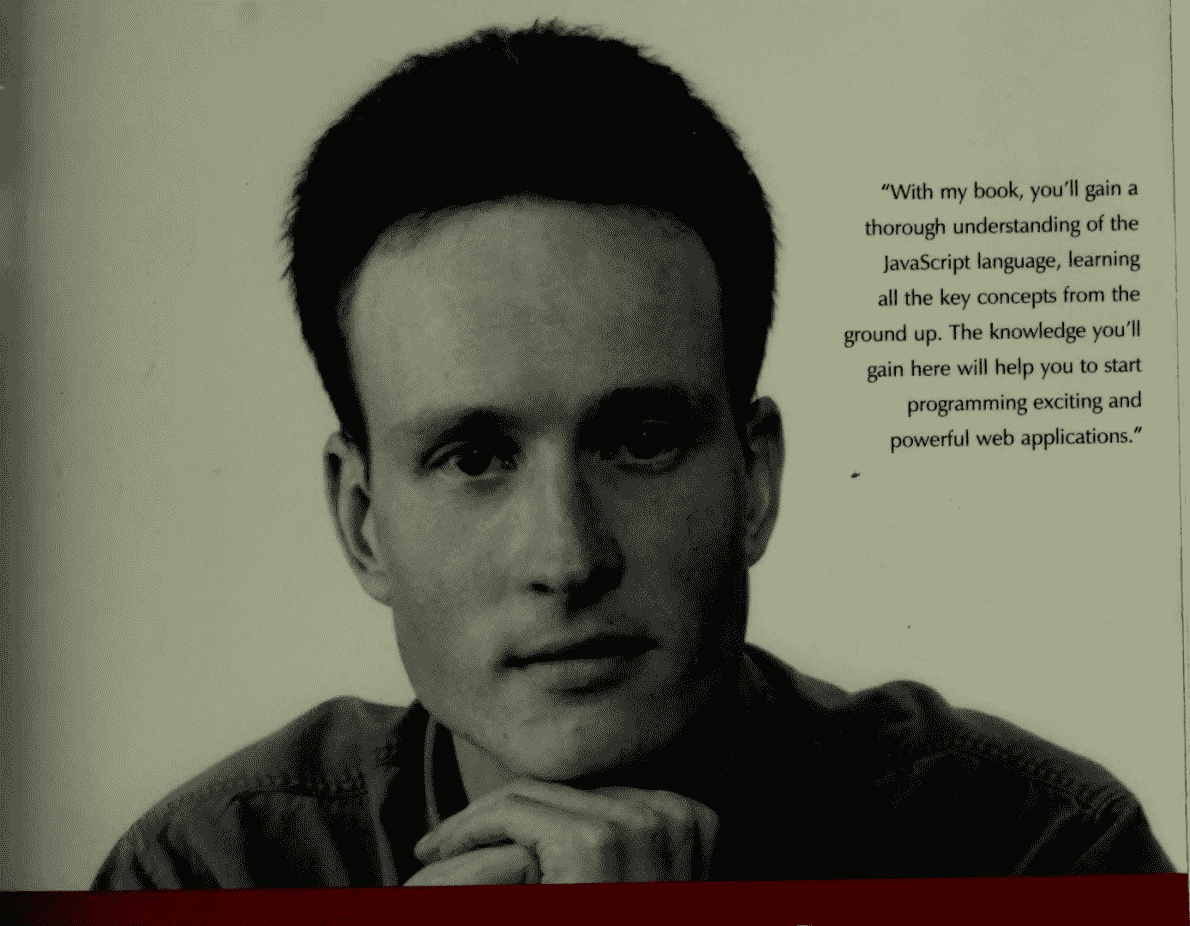 “With my book, you’ll gain a
thorough understanding of the
JavaScript language, learning
all the key concepts from the
ground up. The knowledge you’ll
gain here will help you to start
programming exciting and
powerful web applications.”